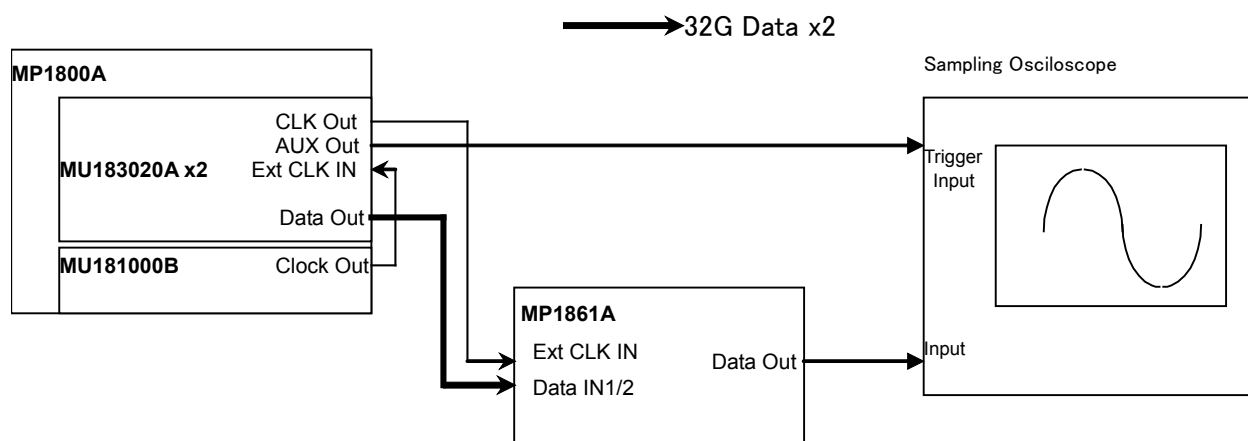 32G Data x2
MP1800A
CLK Out
AUX Out
MU183020A x2
Ext CLK IN
Data Out
MU181000B
Clock Out
MP1861A
Ext CLK IN
Data IN1/2
Data Out
Sampling Osciloscope
Trigger
Input
Input